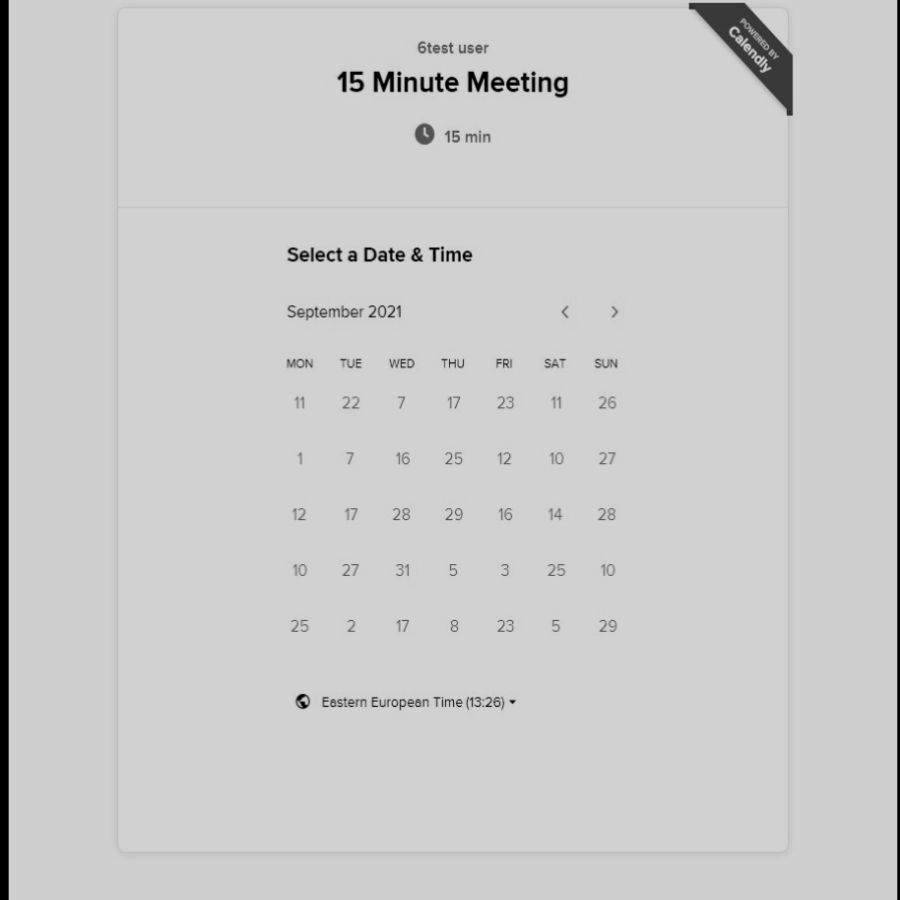 POWERED BY
Calendly
6test user
15 Minute Meeting
15 min
Select a Date & Time
September 2021
MON TUE WED THU FRI SAT SUN
11 22 7 17 23 11 26
1 7 16 25 12 10 27
12 17 28 29 16 14 28
10 27 31 5 3 25 10
25 2 17 8 23 5 29
Eastern European Time (13:26)